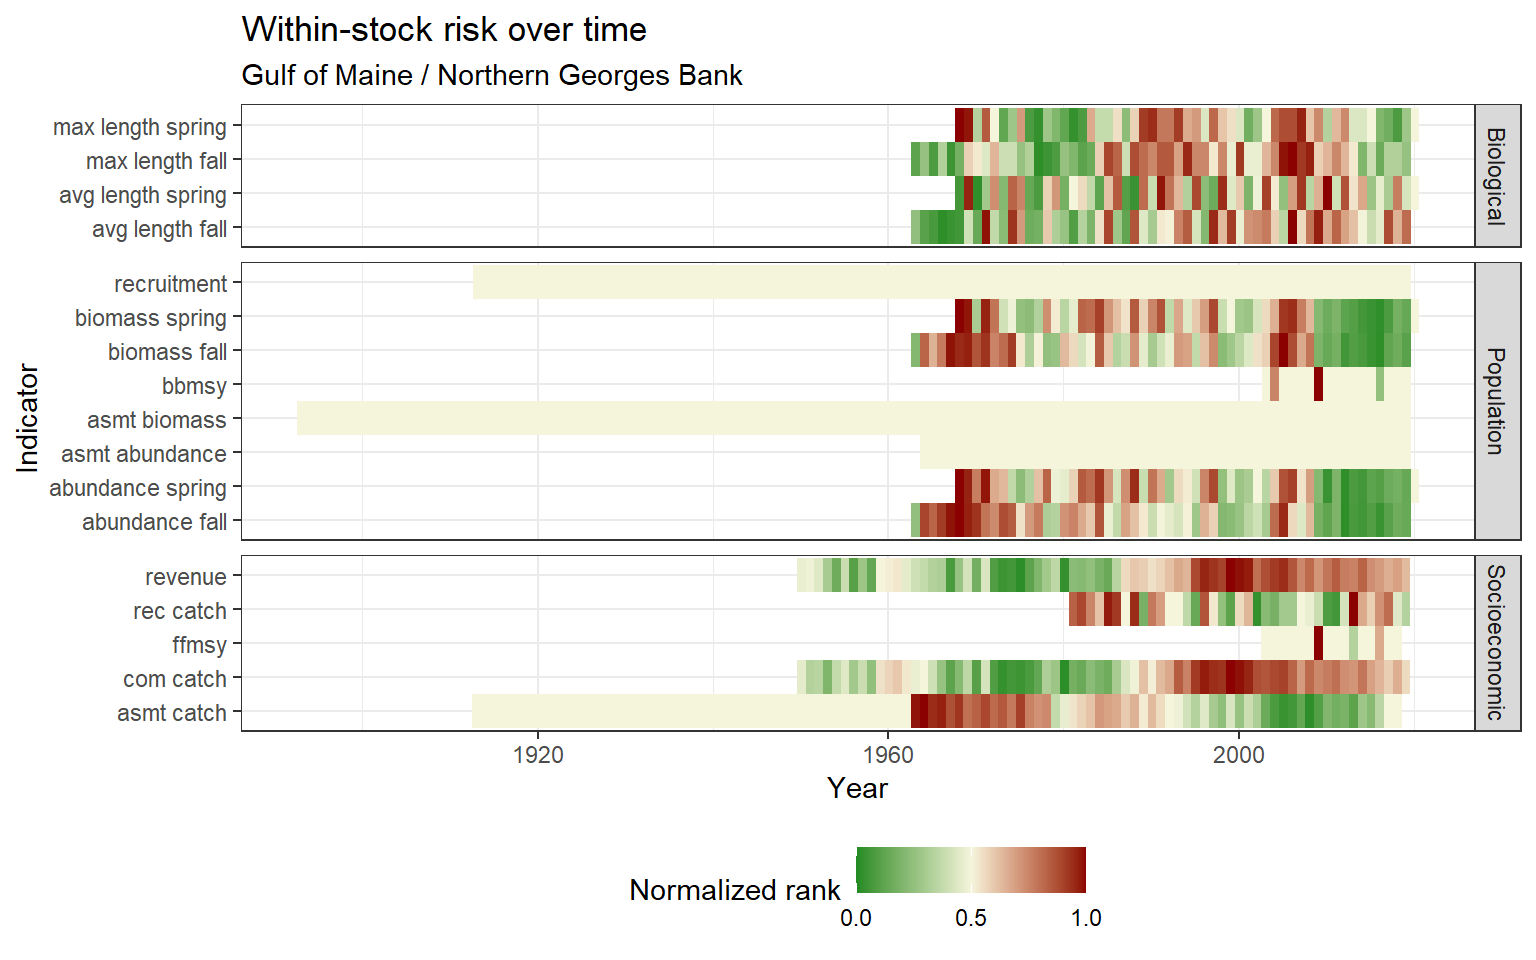 Within-stock risk over time
Gulf of Maine / Northern Georges Bank
max length spring
max length fall
avg length spring
avg length fall
Biological
recruitment
biomass spring
biomass fall
bbmsy
asmt biomass
asmt abundance
abundance spring
abundance fall
Population
revenue
rec catch
ffmsy
com catch
asmt catch
Socioeconomic
Indicator
1920 1960 2000
Year
Normalized rank
0.0 0.5 1.0